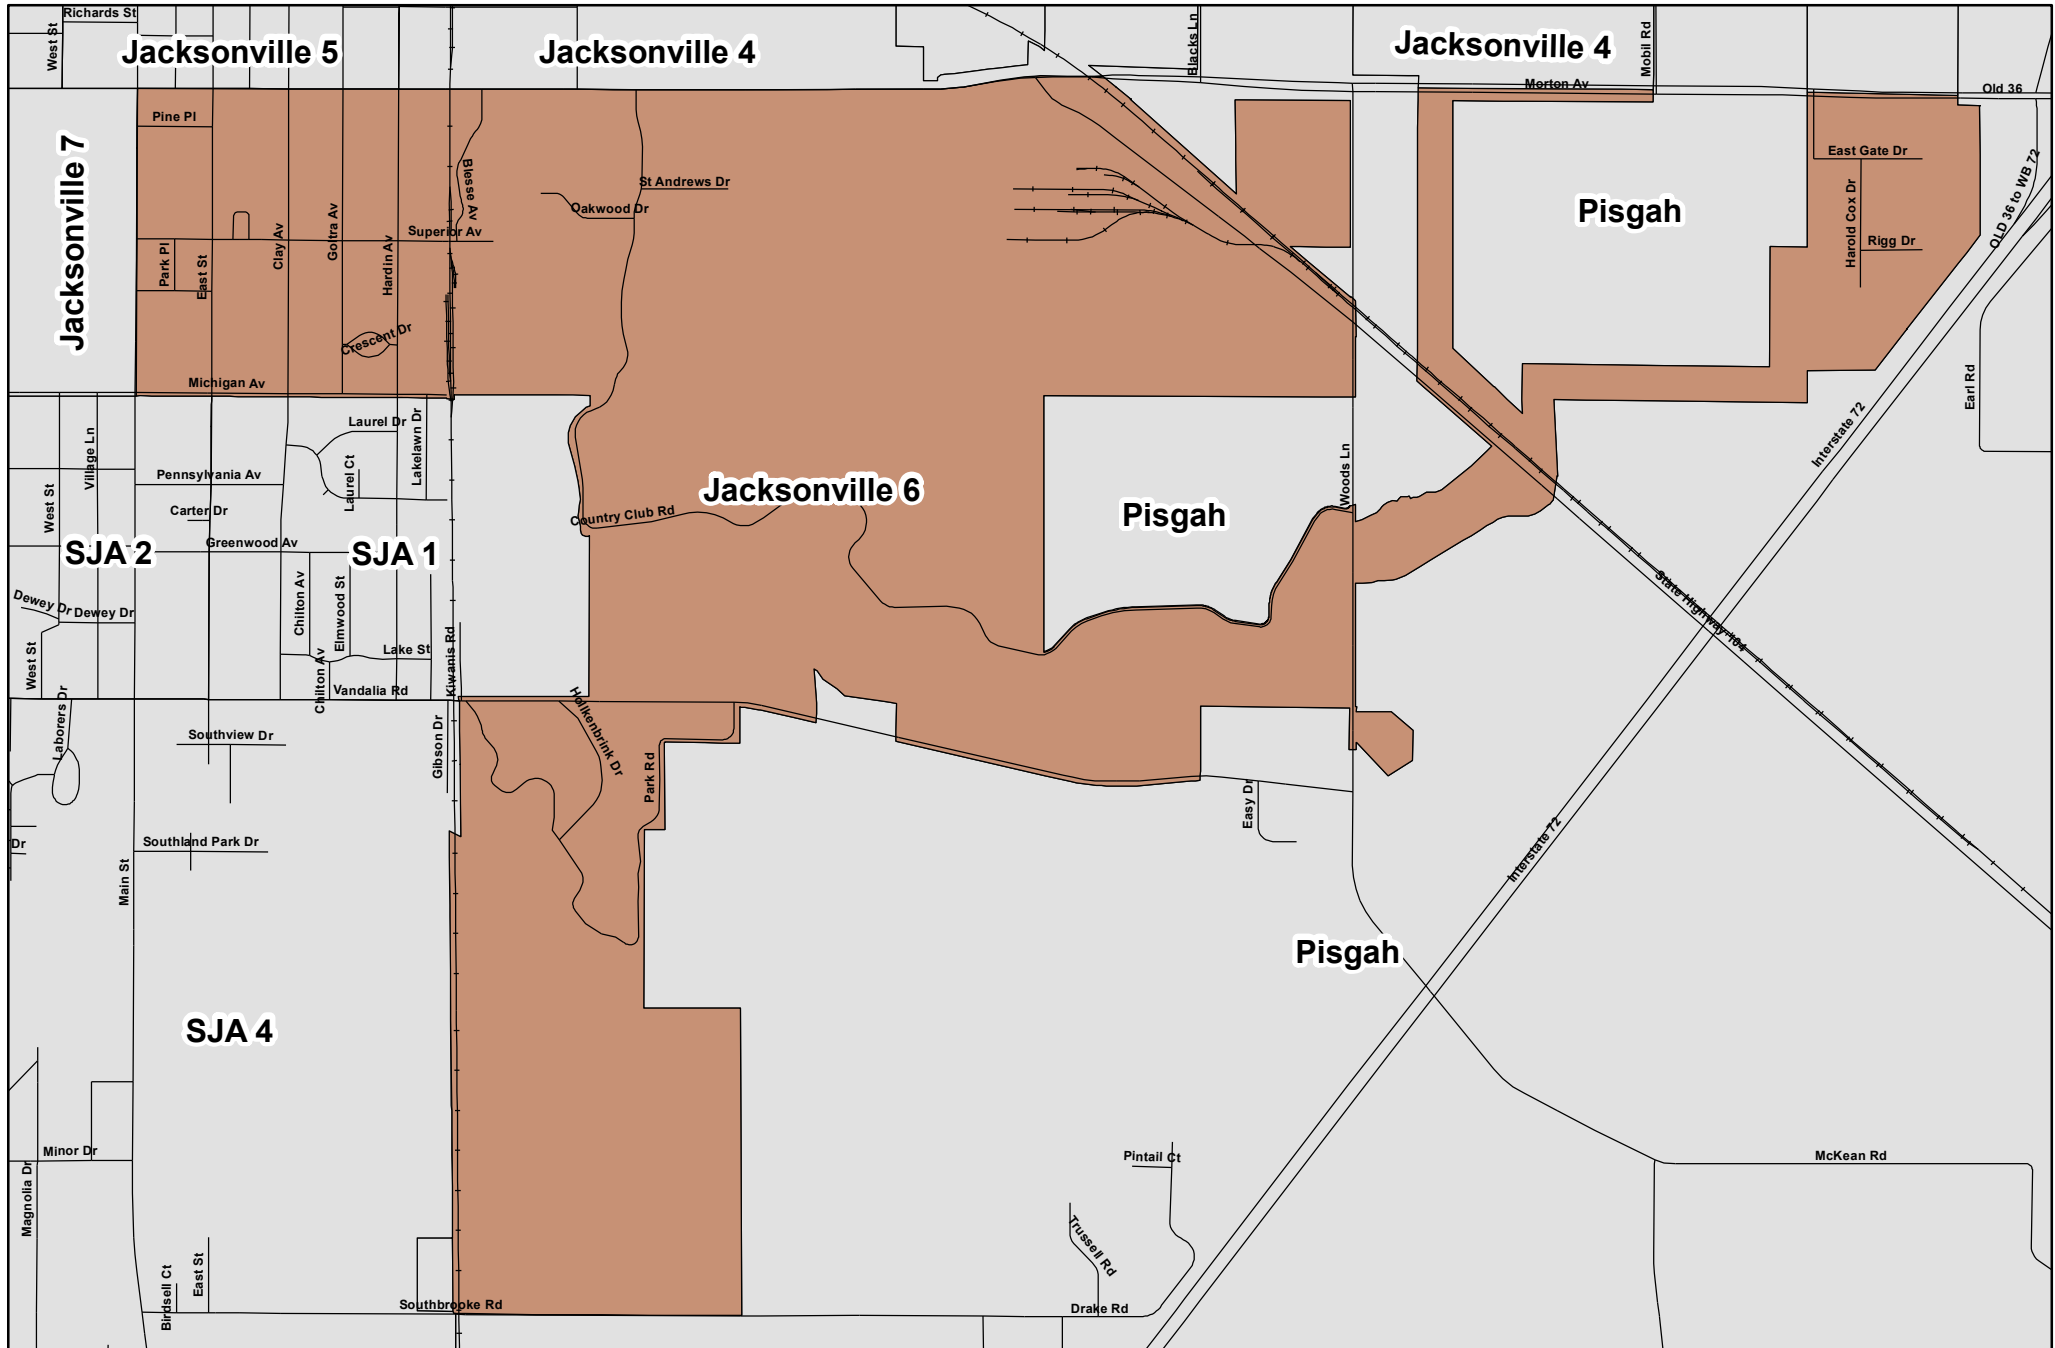 Richards St
West St
Jacksonville 5
Jacksonville 4
Blacks Ln
Jacksonville 4
Mobil Rd
Morton Av
Old 36
Pine Pl
Jacksonville 7
Blesse Av
St Andrews Dr
Oakwood Dr
Pisgah
East Gate Dr
Harold Cox Dr
Rigg Dr
OLD 36 to WB 72
Park Pl
East St
Clay Av
Goltra Av
Hardin Av
Superior Av
Crescent Dr
Michigan Av
Earl Rd
Interstate 72
Laurel Dr
Lakelawn Dr
Village Ln
Pennsylvania Av
Laurel Ct
West St
Carter Dr
Greenwood Av
Country Club Rd
Jacksonville 6
Pisgah
Woods Ln
SJA 2
SJA 1
Chilton Av
Elmwood St
Dewey Dr
Dewey Dr
State Highway 104
West St
Lake St
Kiwanis Rd
Chilton Av
Vandalia Rd
Laborers Dr
Southview Dr
Gibson Dr
Hollkenbrink Dr
Park Rd
Easy Dr
Dr
Southland Park Dr
Main St
Interstate 72
Pisgah
SJA 4
Minor Dr
Magnolia Dr
Pintail Ct
McKean Rd
Trussell Rd
Birdsell Ct
East St
Southbrooke Rd
Drake Rd